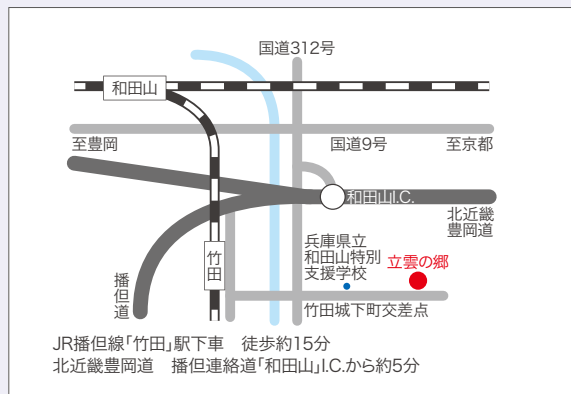 国道312号
和田山
至豊岡
国道9号
至京都
和田山I.C.
北近畿
豊岡道
竹田
兵庫県立
和田山特別
支援学校
立雲の郷
播但道
竹田城下町交差点
JR播但線「竹田」駅下車　徒歩約15分
北近畿豊岡道　播但連絡道「和田山」I.C.から約5分